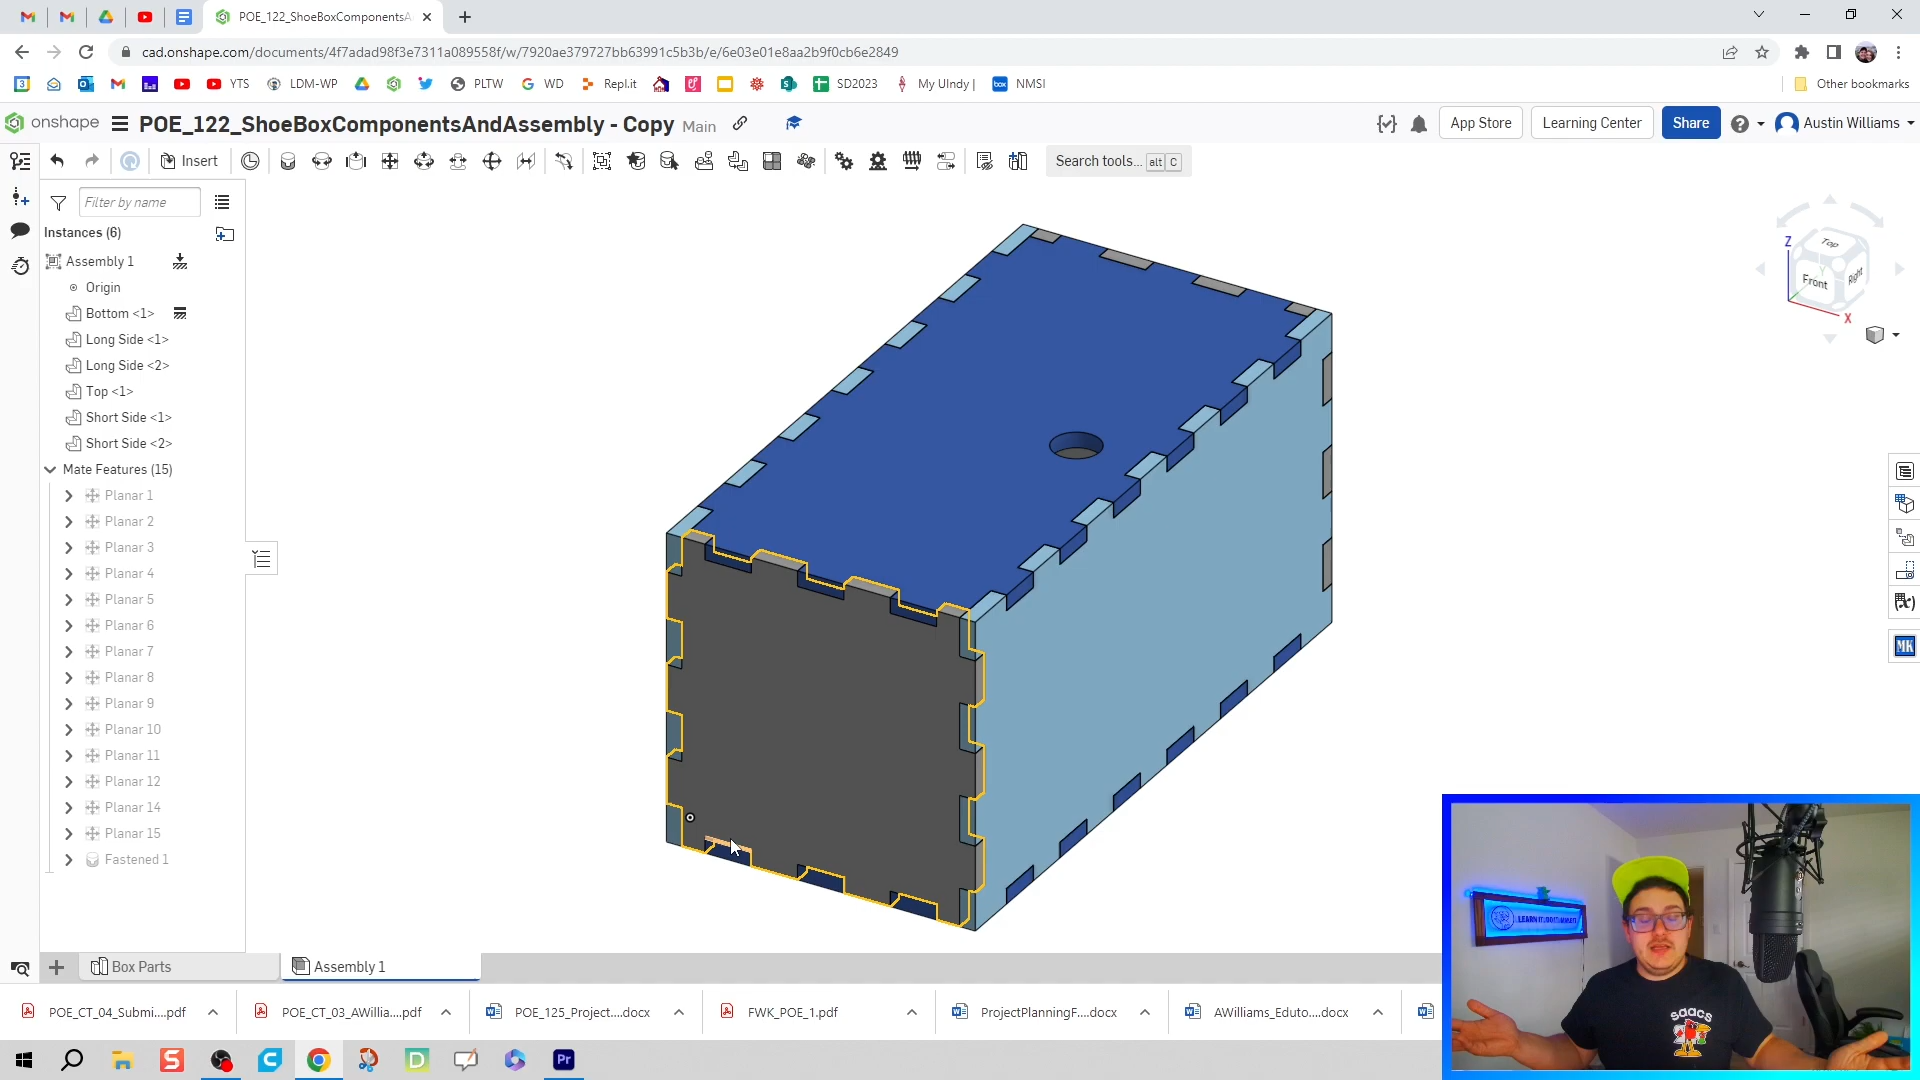 POE_122_ShoeBoxComponentsA
cad.onshape.com/documents/4f7adad98f3e7311a089558f/w/7920ae379727bb63991c5b3b/e/6e03e01e8aa2b9f0cb6e2849
YTS
LDM-WP
PLTW
WD
Repl.it
SD2023
My UIndy |
NMSI
Other bookmarks
onshape
POE_122_ShoeBoxComponentsAndAssembly - Copy Main
App Store
Learning Center
Share
Austin Williams
Insert
Search tools... alt C
Filter by name
Instances (6)
Assembly 1
Origin
Bottom <1>
Long Side <1>
Long Side <2>
Top <1>
Short Side <1>
Short Side <2>
Mate Features (15)
Planar 1
Planar 2
Planar 3
Planar 4
Planar 5
Planar 6
Planar 7
Planar 8
Planar 9
Planar 10
Planar 11
Planar 12
Planar 14
Planar 15
Fastened 1
Z
Top
Front
Right
X
MK
Box Parts
Assembly 1
POE_CT_04_Submi....pdf
POE_CT_03_AWillia....pdf
POE_125_Project....docx
FWK_POE_1.pdf
ProjectPlanningF....docx
AWilliams_Eduto....docx
Pr